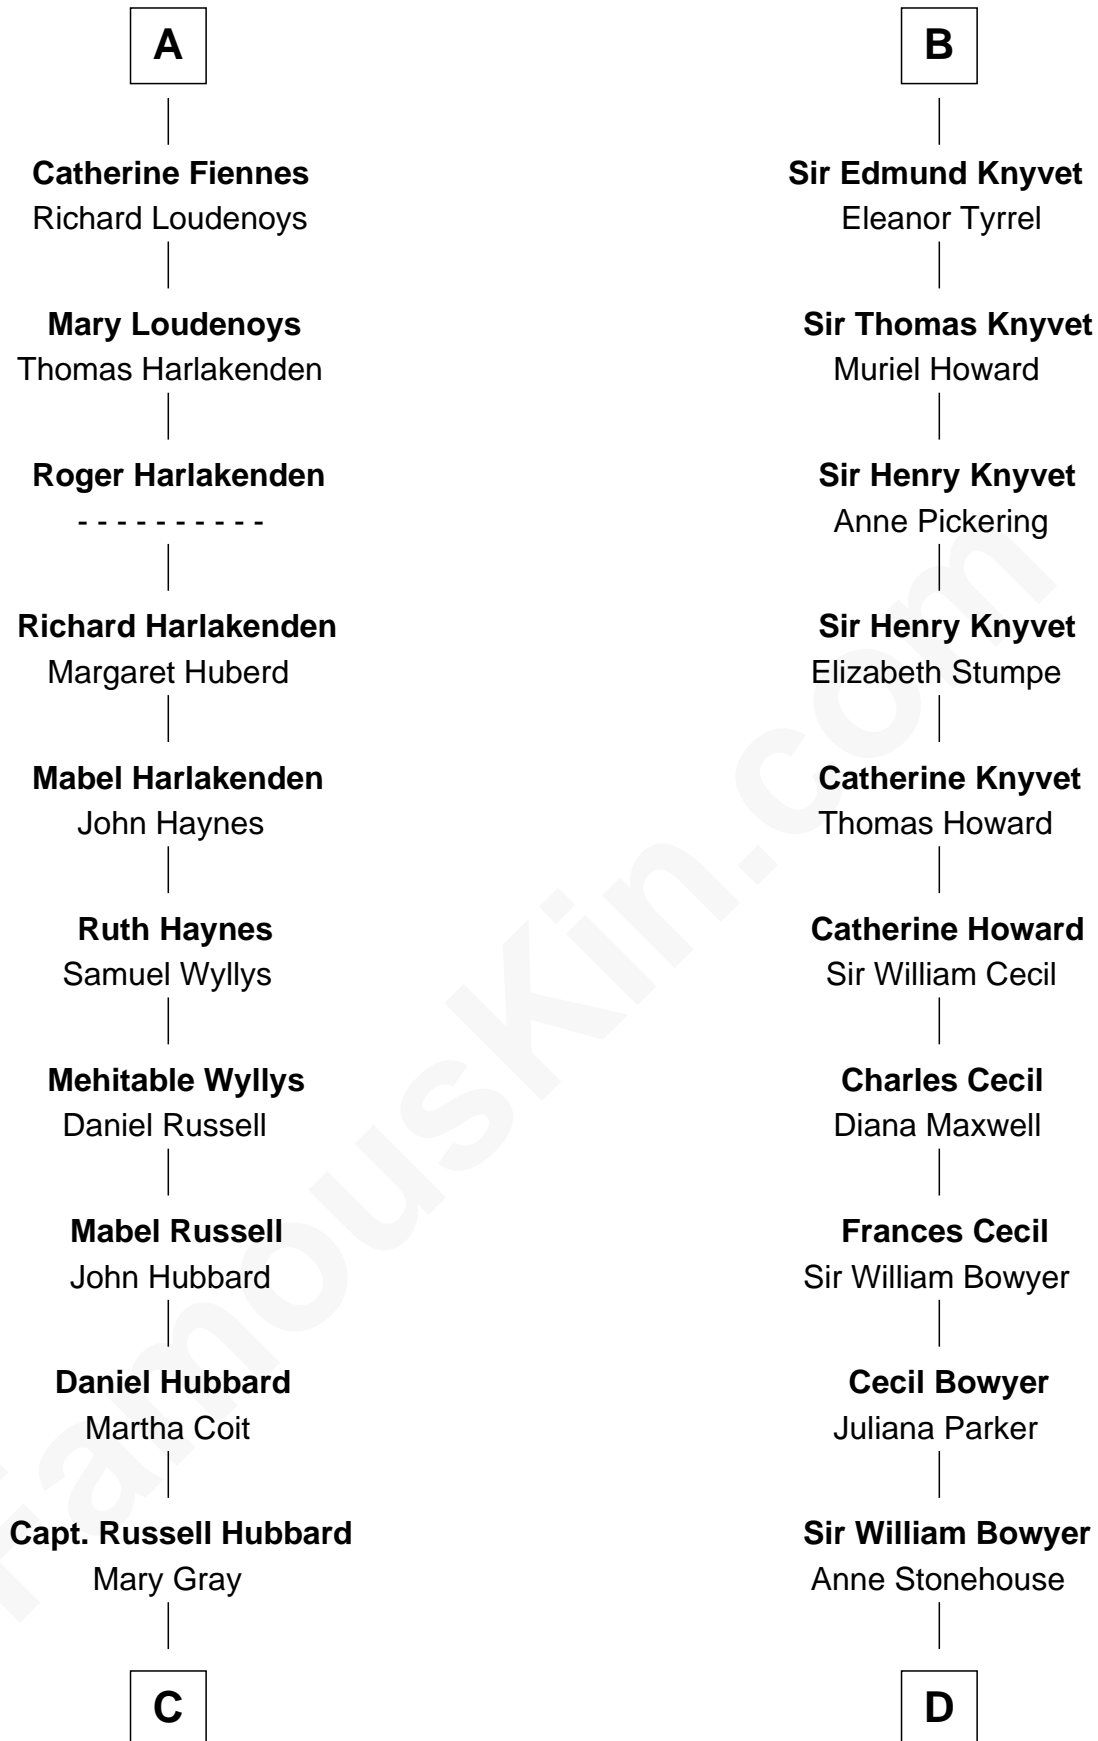 A
Catherine Fiennes
Richard Loudenoys
Mary Loudenoys
Thomas Harlakenden
Roger Harlakenden
- - - - - - - - - -
Richard Harlakenden
Margaret Huberd
Mabel Harlakenden
John Haynes
Ruth Haynes
Samuel Wyllys
Mehitable Wyllys
Daniel Russell
Mabel Russell
John Hubbard
Daniel Hubbard
Martha Coit
Capt. Russell Hubbard
Mary Gray
C
B
Sir Edmund Knyvet
Eleanor Tyrrel
Sir Thomas Knyvet
Muriel Howard
Sir Henry Knyvet
Anne Pickering
Sir Henry Knyvet
Elizabeth Stumpe
Catherine Knyvet
Thomas Howard
Catherine Howard
Sir William Cecil
Charles Cecil
Diana Maxwell
Frances Cecil
Sir William Bowyer
Cecil Bowyer
Juliana Parker
Sir William Bowyer
Anne Stonehouse
D
FamousKin.com